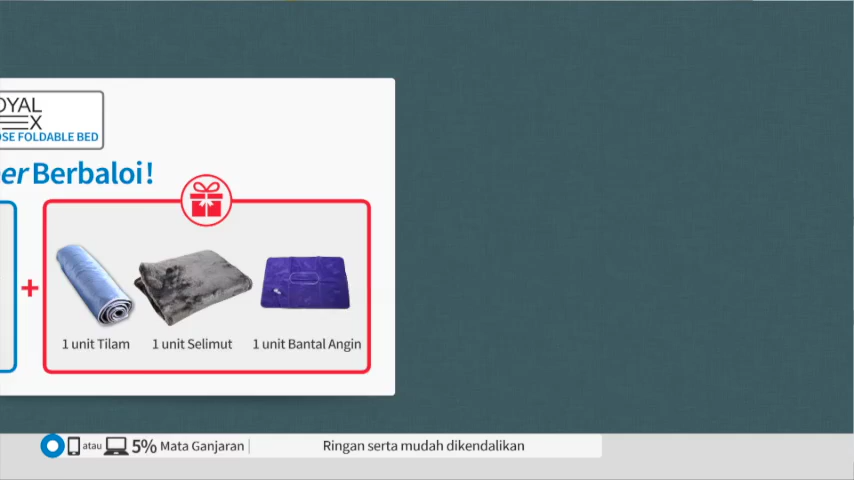 OYAL
EX
OSE FOLDABLE BED
er Berbaloi!
+
1 unit Tilam
1 unit Selimut
1 unit Bantal Angin
atau 5% Mata Ganjaran
Ringan serta mudah dikendalikan